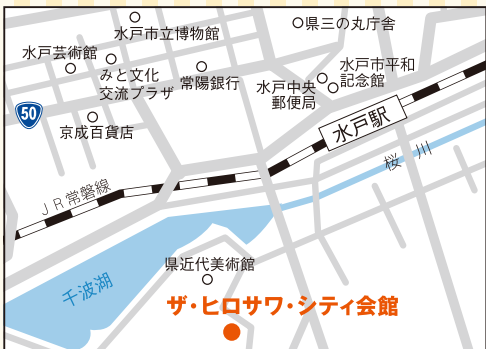 水戸市立博物館
県三の丸庁舎
水戸芸術館
みと文化
交流プラザ
常陽銀行
水戸中央
郵便局
水戸市平和
記念館
50
京成百貨店
水戸駅
桜川
JR常磐線
千波湖
県近代美術館
ザ・ヒロサワ・シティ会館